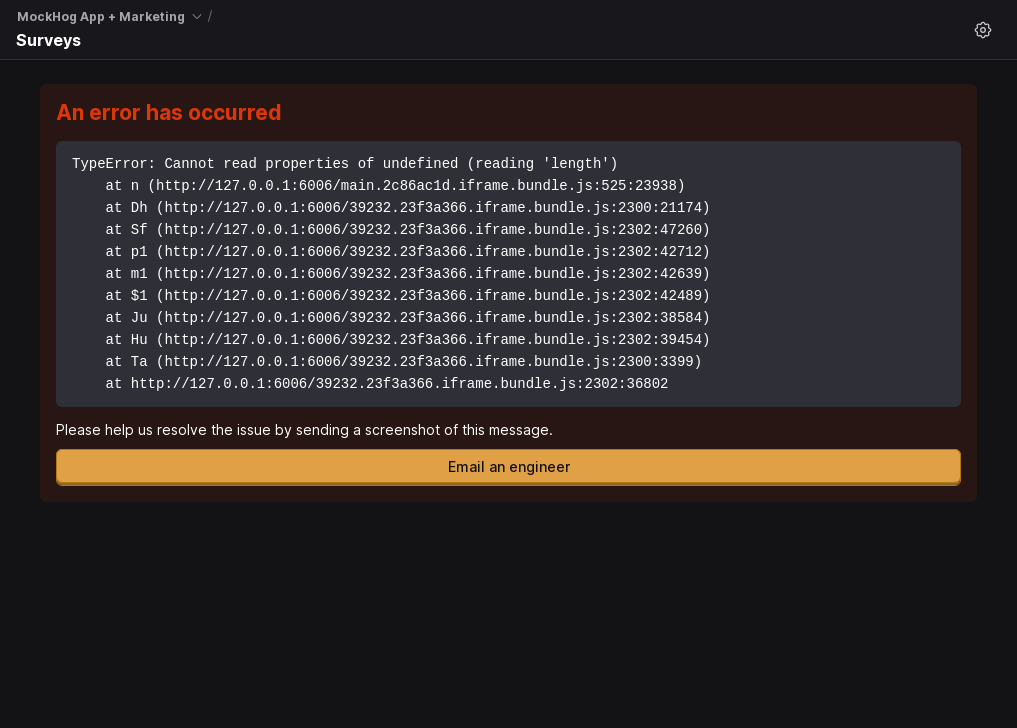 MockHog App + Marketing /
Surveys
An error has occurred
TypeError: Cannot read properties of undefined (reading 'length')
    at n (http://127.0.0.1:6006/main.2c86ac1d.iframe.bundle.js:525:23938)
    at Dh (http://127.0.0.1:6006/39232.23f3a366.iframe.bundle.js:2300:21174)
    at Sf (http://127.0.0.1:6006/39232.23f3a366.iframe.bundle.js:2302:47260)
    at p1 (http://127.0.0.1:6006/39232.23f3a366.iframe.bundle.js:2302:42712)
    at m1 (http://127.0.0.1:6006/39232.23f3a366.iframe.bundle.js:2302:42639)
    at $1 (http://127.0.0.1:6006/39232.23f3a366.iframe.bundle.js:2302:42489)
    at Ju (http://127.0.0.1:6006/39232.23f3a366.iframe.bundle.js:2302:38584)
    at Hu (http://127.0.0.1:6006/39232.23f3a366.iframe.bundle.js:2302:39454)
    at Ta (http://127.0.0.1:6006/39232.23f3a366.iframe.bundle.js:2300:3399)
    at http://127.0.0.1:6006/39232.23f3a366.iframe.bundle.js:2302:36802
Please help us resolve the issue by sending a screenshot of this message.
Email an engineer